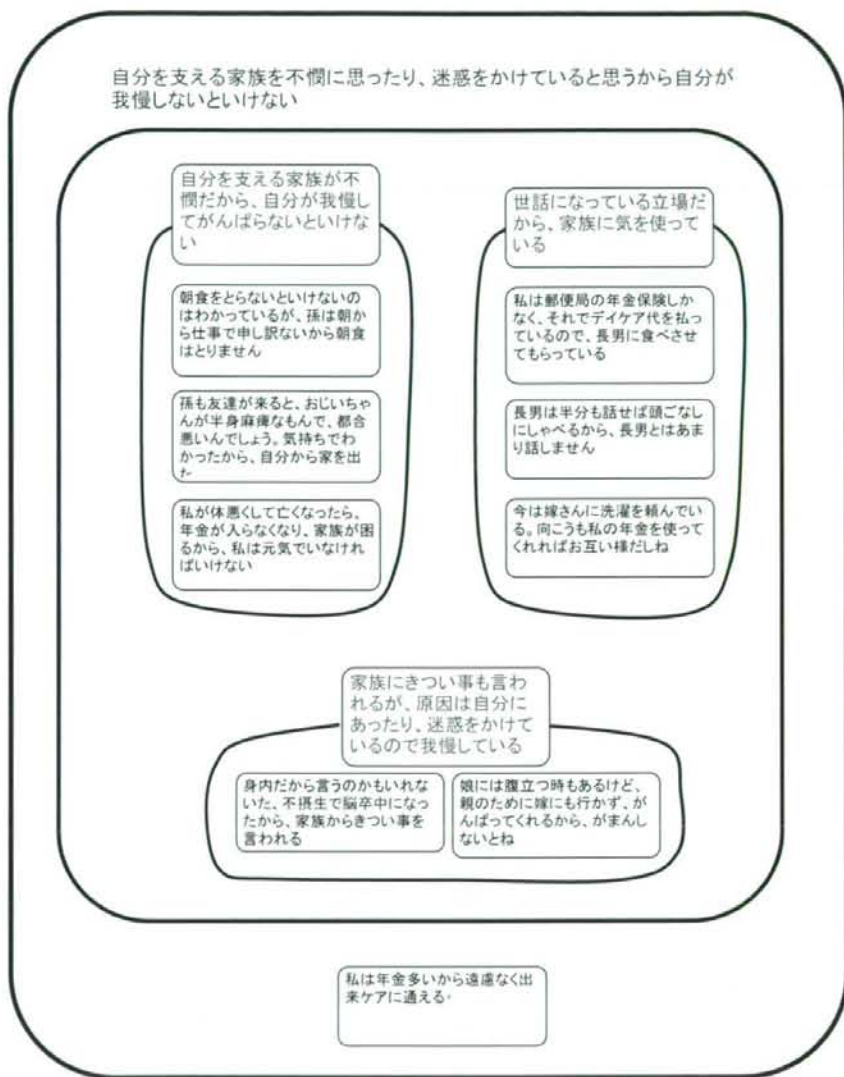 自分を支える家族を不憫に思ったり、迷惑をかけていると思うから自分が
我慢しないといけない
自分を支える家族が不
憫だから、自分が我慢し
てがんばらないといけな
い
朝食をとらないといけないの
はわかっているが、孫は朝か
ら仕事で申し訳ないから朝食
はとりません
孫も友達が来ると、おじいちゃ
んが半身麻痺なもんで、都合
悪いんでしょう。気持ちでわ
かったから、自分から家を出
た
私が体悪くして亡くなったら、
年金が入らなくなり、家族が困
るから、私は元気でいなけれ
ばいけない
世話になっている立場だ
から、家族に気を使って
いる
私は郵便局の年金保険しか
なく、それでデイケア代を払っ
ているので、長男に食べさせ
てもらっている
長男は半分も話せば頭ごなし
にしゃべるから、長男とはあま
り話しません
今は嫁さんに洗濯を頼んでい
る。向こうも私の年金を使って
くれればお互い様だしね
家族にきつい事も言わ
れるが、原因は自分に
あったり、迷惑をかけて
いるので我慢している
身内だから言うのかもいれな
いた、不摂生で脳卒中になっ
たから、家族からきつい事を
言われる
娘には腹立つ時もあるけど、
親のために嫁にも行かず、が
んばってくれるから、がまんし
ないとね
私は年金多いから遠慮なく出
来ケアに通える。